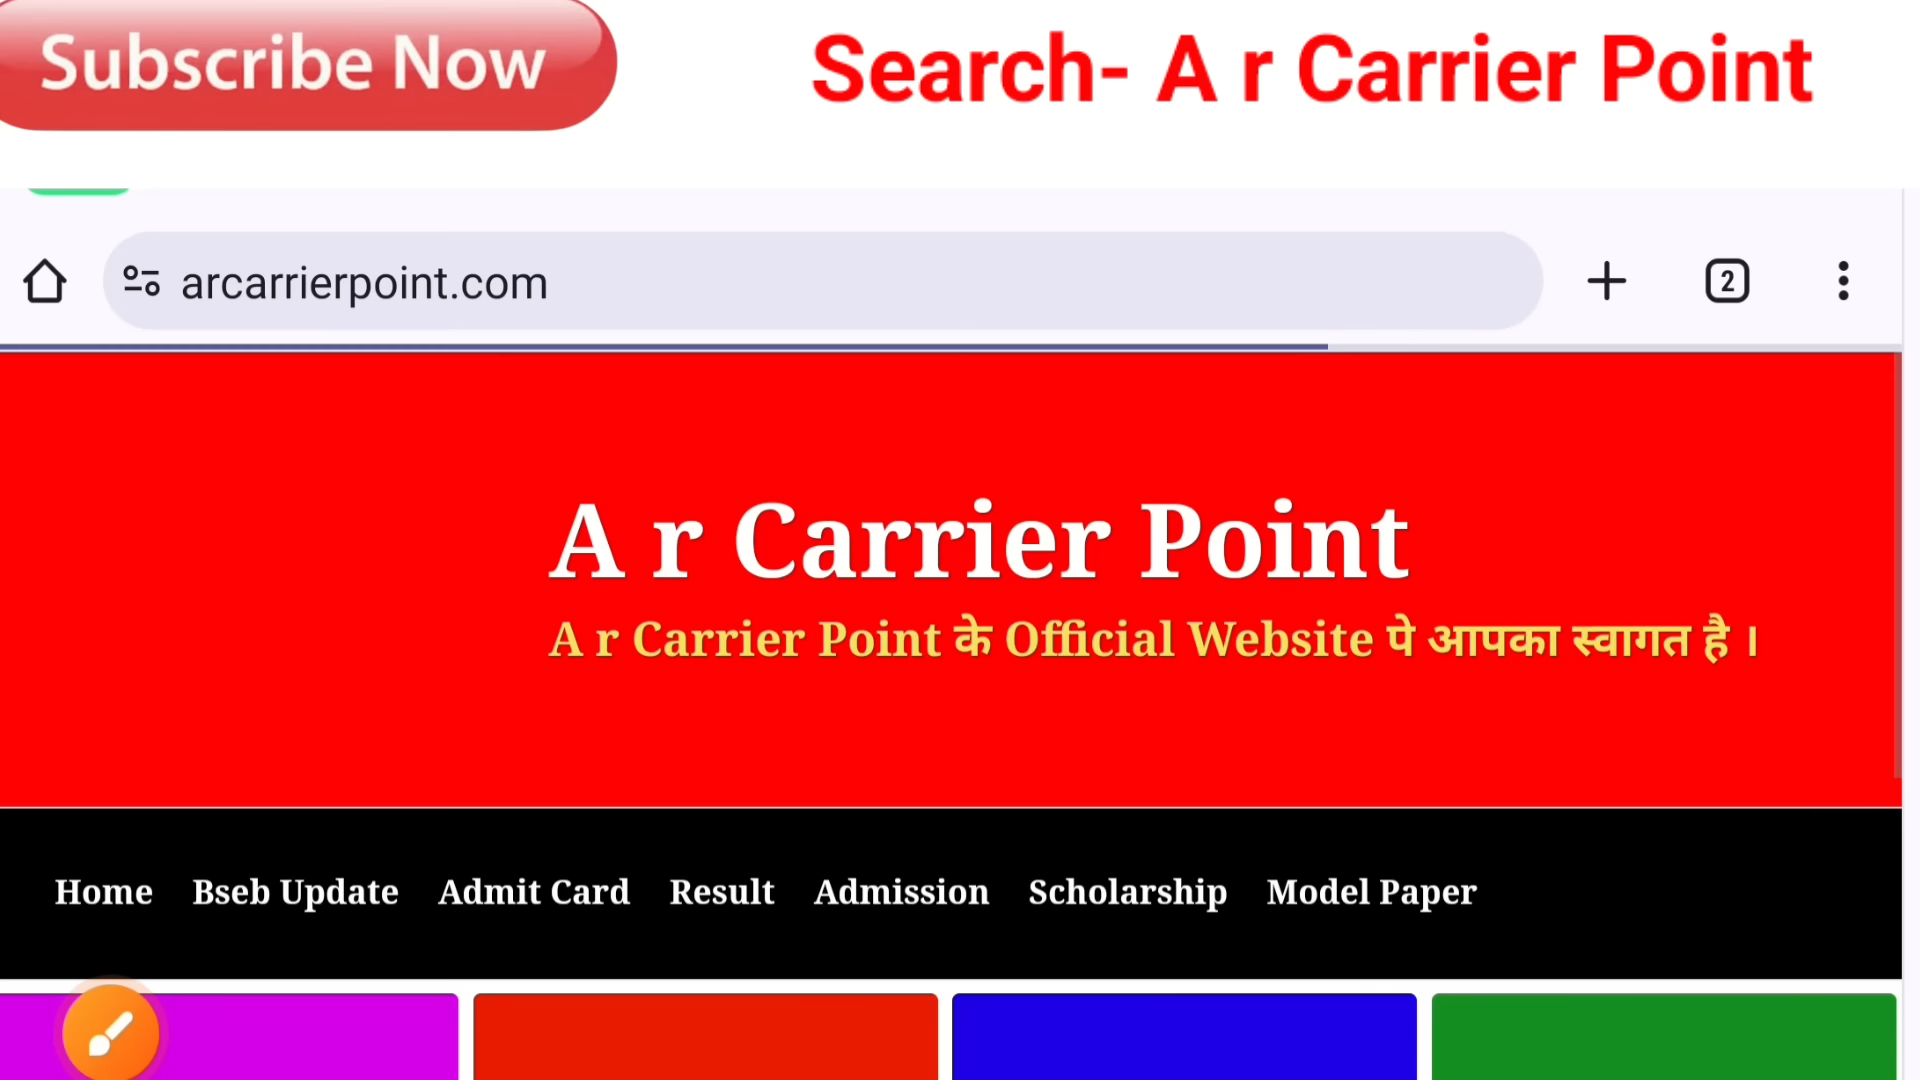 Subscribe Now
Search- A r Carrier Point
arcarrierpoint.com
2
A r Carrier Point
A r Carrier Point के Official Website पे आपका स्वागत है ।
Home Bseb Update Admit Card Result Admission Scholarship Model Paper